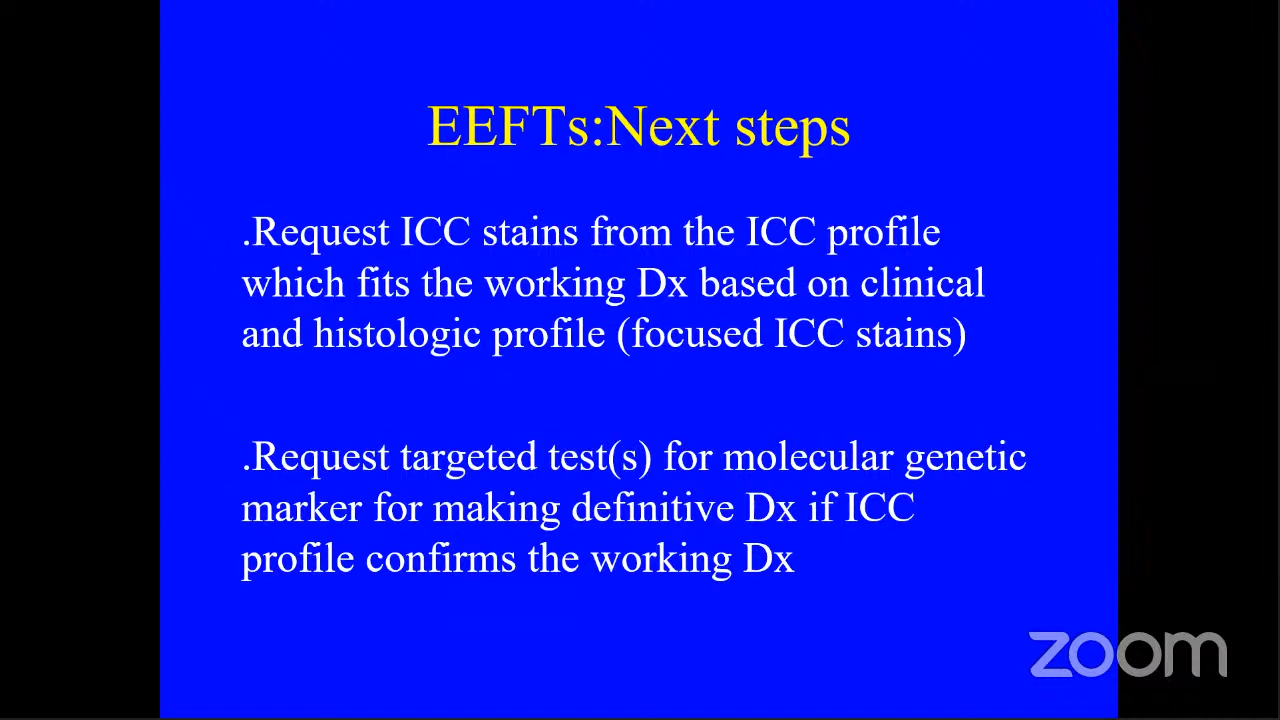 EEFTs:Next steps
.Request ICC stains from the ICC profile
which fits the working Dx based on clinical
and histologic profile (focused ICC stains)
.Request targeted test(s) for molecular genetic
marker for making definitive Dx if ICC
profile confirms the working Dx
zoom